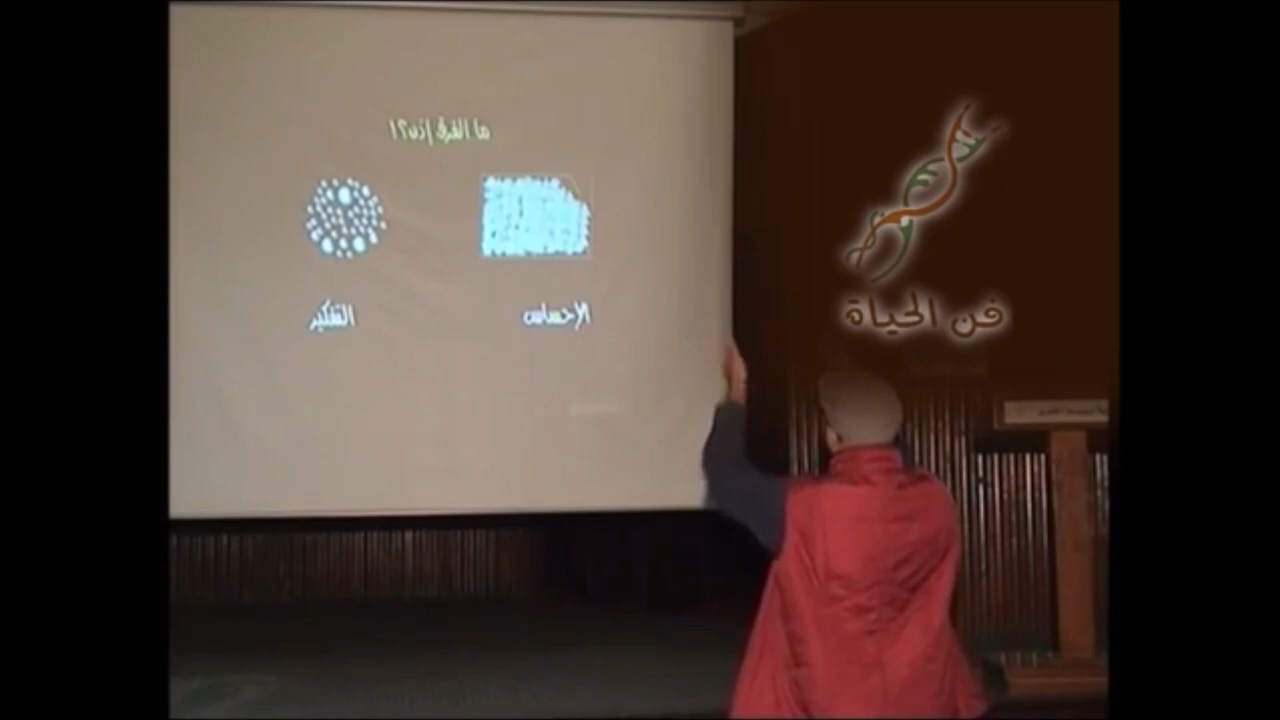 ما الفرق إذن؟!
الإحساس
التفكير
فن الحياة